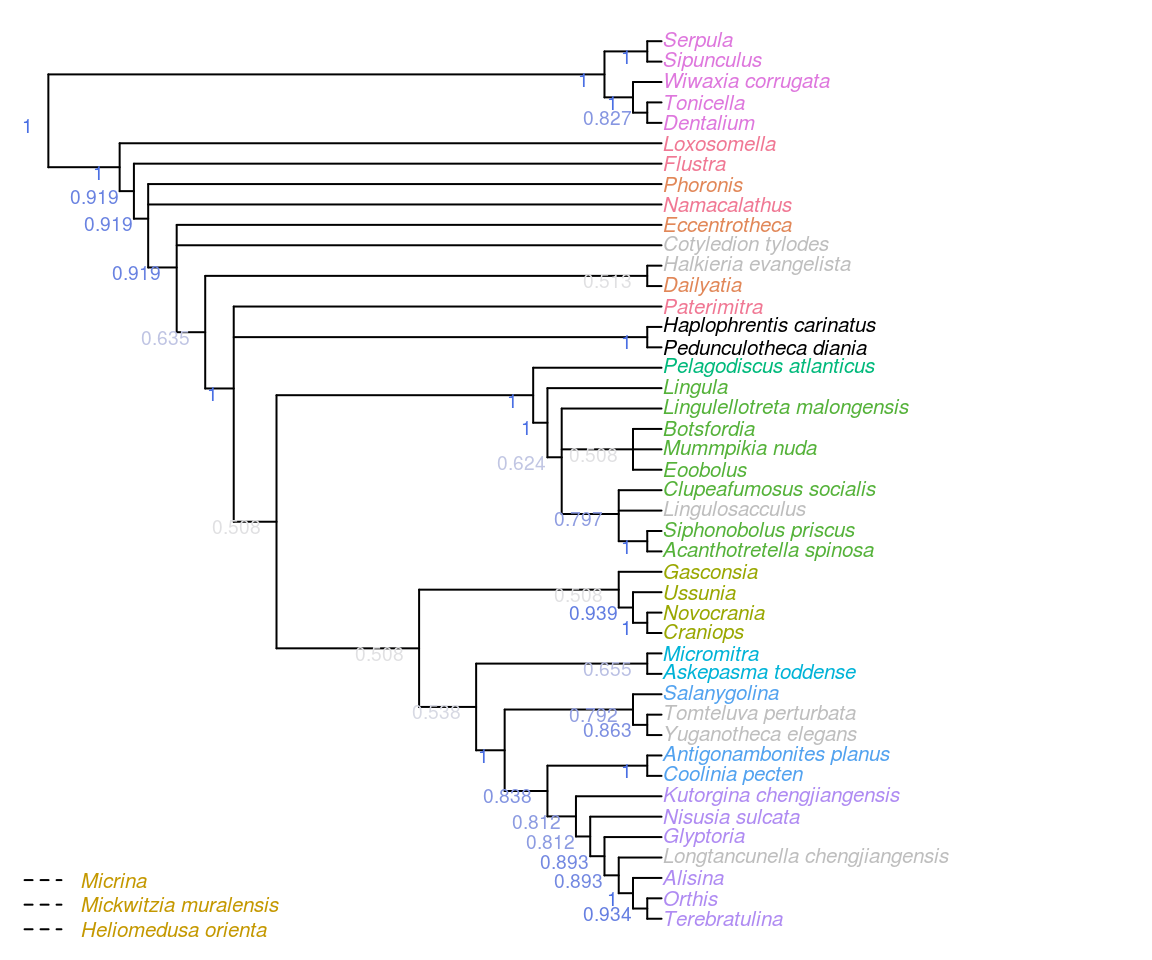 Serpula
1
Sipunculus
1
Wiwaxia corrugata
1
Tonicella
0.827
Dentalium
1
Loxosomella
Flustra
1
Phoronis
0.919
Namacalathus
0.919
Eccentrotheca
Cotyledion tylodes
Halkieria evangelista
0.919
0.513
Dailyatia
Paterimitra
Haplophrentis carinatus
0.635
1
Pedunculotheca diania
Pelagodiscus atlanticus
Lingula
1
1
Lingulellotreta malongensis
1
Botsfordia
Mummpikia nuda
0.508
0.624
Eoobolus
Clupeafumosus socialis
Lingulosacculus
0.797
0.508
Siphonobolus priscus
1
Acanthotretella spinosa
Gasconsia
0.508
Ussunia
0.939
Novocrania
1
Craniops
0.508
Micromitra
0.655
Askepasma toddense
Salanygolina
0.538
0.792
Tomteluva perturbata
0.863
Yuganotheca elegans
1
Antigonambonites planus
1
Coolinia pecten
0.838
Kutorgina chengjiangensis
0.812
Nisusia sulcata
0.812
Glyptoria
0.893
Longtancunella chengjiangensis
0.893
Alisina
1
Orthis
0.934
Terebratulina
Micrina
Mickwitzia muralensis
Heliomedusa orienta